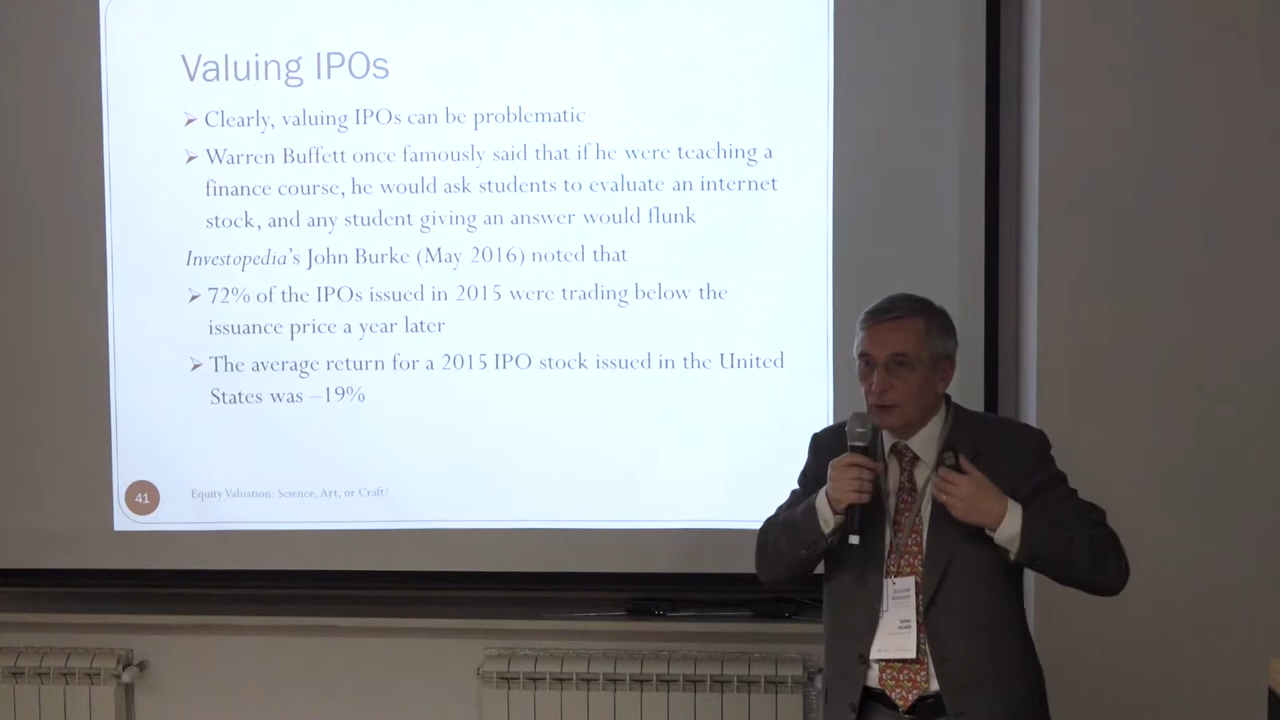 Valuing IPOs
➢ Clearly, valuing IPOs can be problematic
➢ Warren Buffett once famously said that if he were teaching a
finance course, he would ask students to evaluate an internet
stock, and any student giving an answer would flunk
Investopedia's John Burke (May 2016) noted that
➢ 72% of the IPOs issued in 2015 were trading below the
issuance price a year later
➢ The average return for a 2015 IPO stock issued in the United
States was –19%
41
Equity Valuation: Science, Art, or Craft?